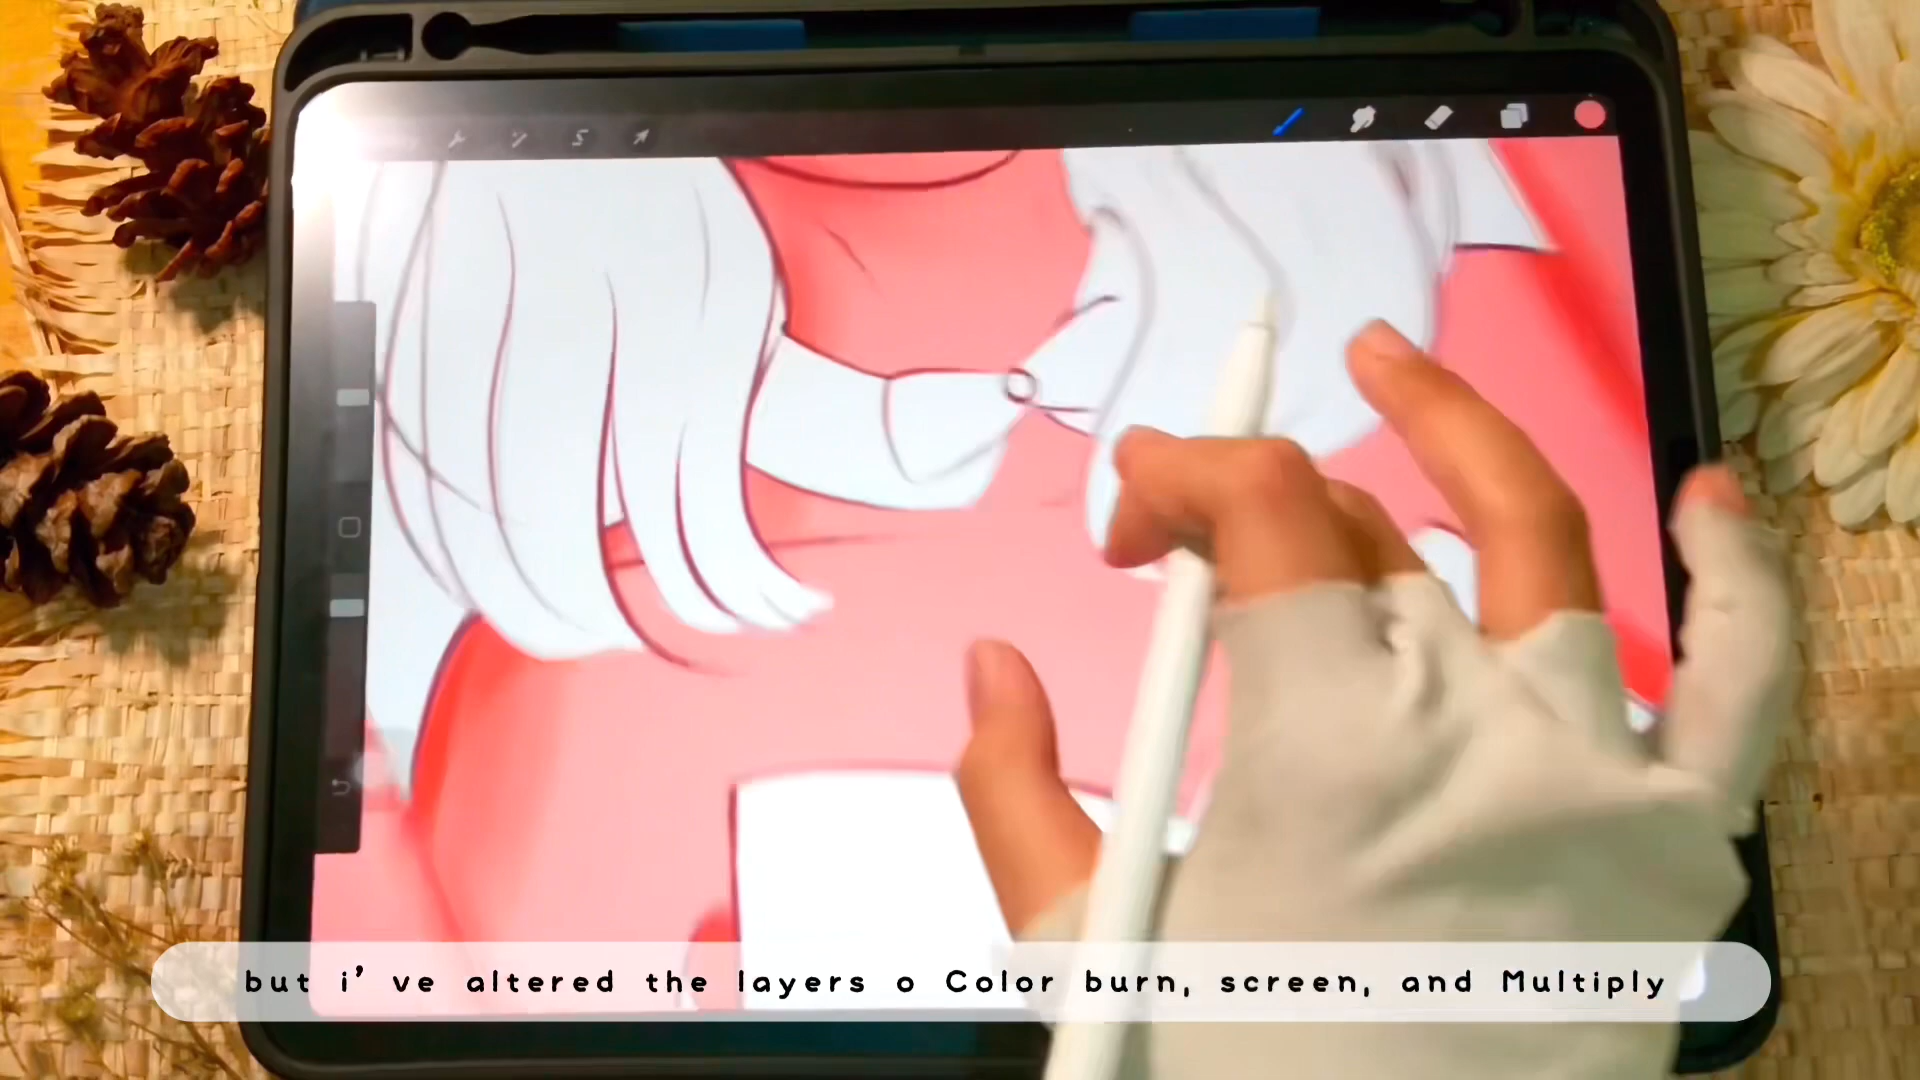 but i' ve altered the layers o Color burn, screen, and Multiply